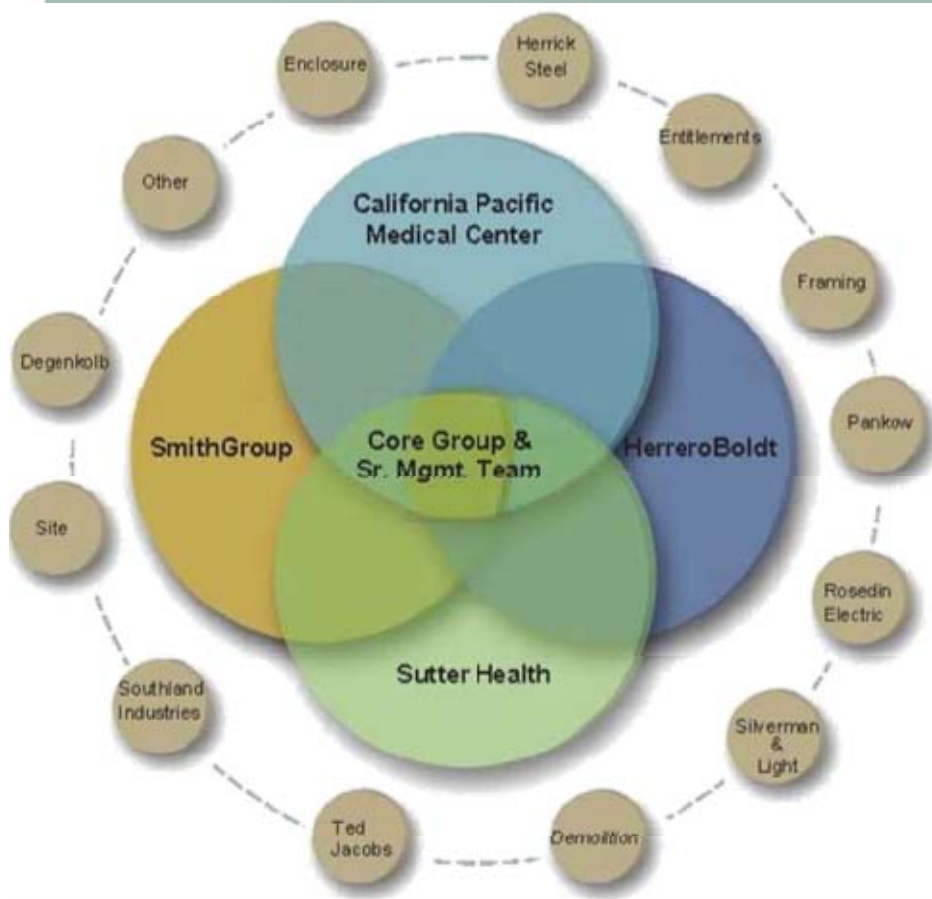 Herrick
Steel
Enclosure
Entitlements
Other
California Pacific
Medical Center
Framing
Degenkolb
Pankow
SmithGroup
Core Group &
Sr. Mgmt. Team
HerreroBoldt
Site
Rosedin
Electric
Sutter Health
Southland
Industries
Silverman
&
Light
Ted
Jacobs
Demolition